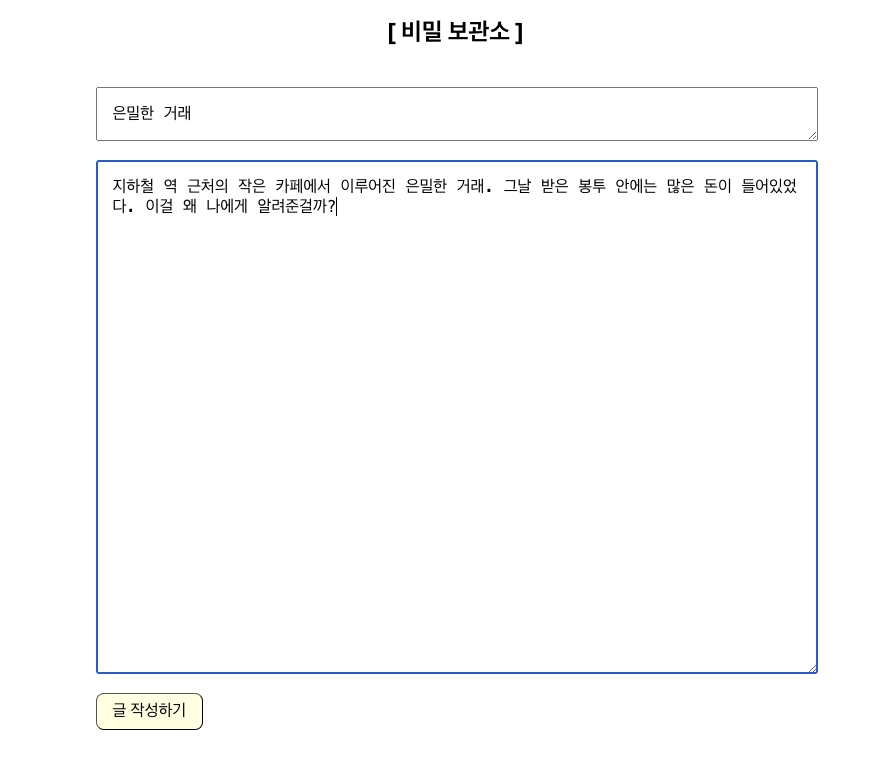 [ 비밀 보관소 ]
은밀한 거래
지하철 역 근처의 작은 카페에서 이루어진 은밀한 거래. 그날 받은 봉투 안에는 많은 돈이 들어있었
다. 이걸 왜 나에게 알려준걸까?
글 작성하기